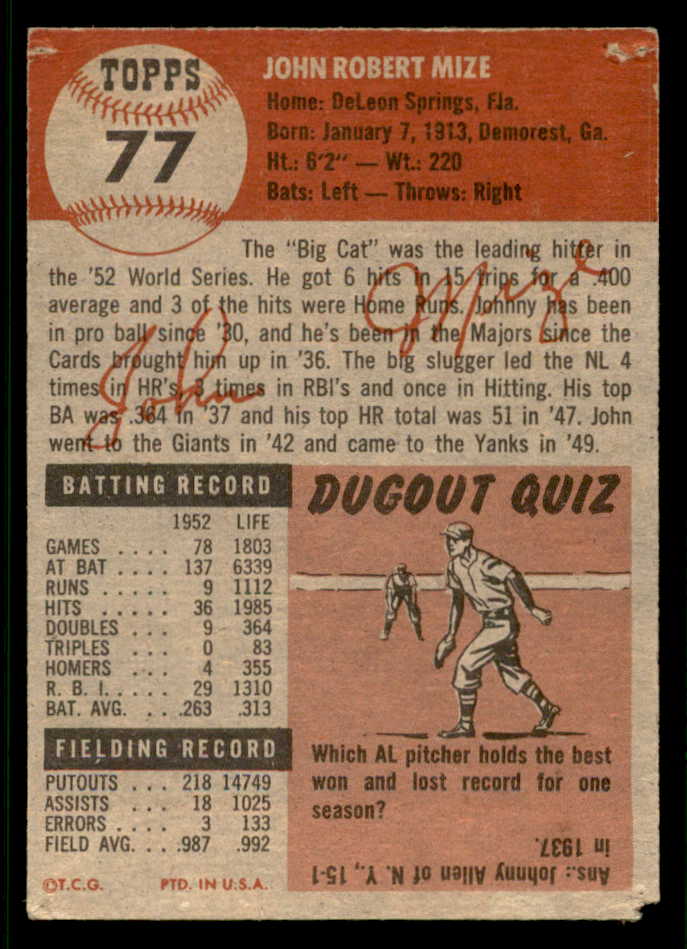 TOPPS
77
JOHN ROBERT MIZE
Home: DeLeon Springs, Fla.
Born: January 7, 1913, Demorest, Ga.
Ht.: 6'2" — Wt.: 220
Bats: Left — Throws: Right
The "Big Cat" was the leading hitter in
the '52 World Series. He got 6 hits in 15 trips for a .400
average and 3 of the hits were Home Runs. Johnny has been
in pro ball since '30, and he's been in the Majors since the
Cards brought him up in '36. The big slugger led the NL 4
times in HR's, 3 times in RBI's and once in Hitting. His top
BA was .364 in '37 and his top HR total was 51 in '47. John
went to the Giants in '42 and came to the Yanks in '49.
John Mize
BATTING RECORD
1952 LIFE
GAMES .... 78 1803
AT BAT .... 137 6339
RUNS ..... 9 1112
HITS ..... 36 1985
DOUBLES ... 9 364
TRIPLES ... 0 83
HOMERS ... 4 355
R. B. I. .... 29 1310
BAT. AVG. ... .263 .313
FIELDING RECORD
PUTOUTS ... 218 14749
ASSISTS ... 18 1025
ERRORS .... 3 133
FIELD AVG. ... .987 .992
©T.C.G. PTD. IN U.S.A.
DUGOUT QUIZ
Which AL pitcher holds the best
won and lost record for one
season?
Ans.: Johnny Allen of N. Y., 15-1
in 1937.